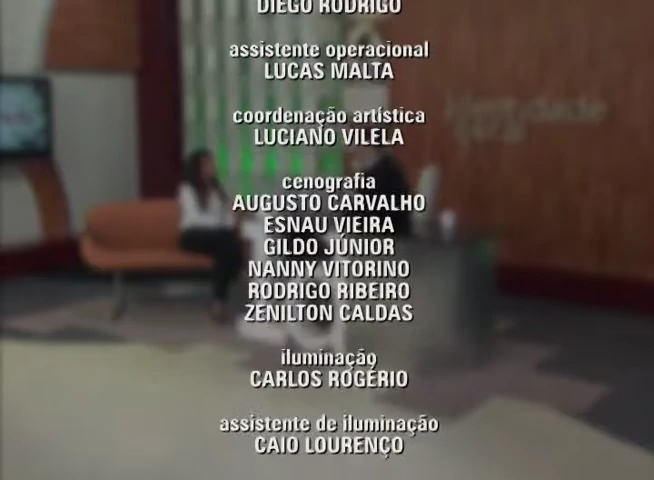 DIEGO RODRIGO
assistente operacional
LUCAS MALTA
coordenação artística
LUCIANO VILELA
cenografia
AUGUSTO CARVALHO
ESNAU VIEIRA
GILDO JÚNIOR
NANNY VITORINO
RODRIGO RIBEIRO
ZENILTON CALDAS
iluminação
CARLOS ROGÉRIO
assistente de iluminação
CAIO LOURENÇO